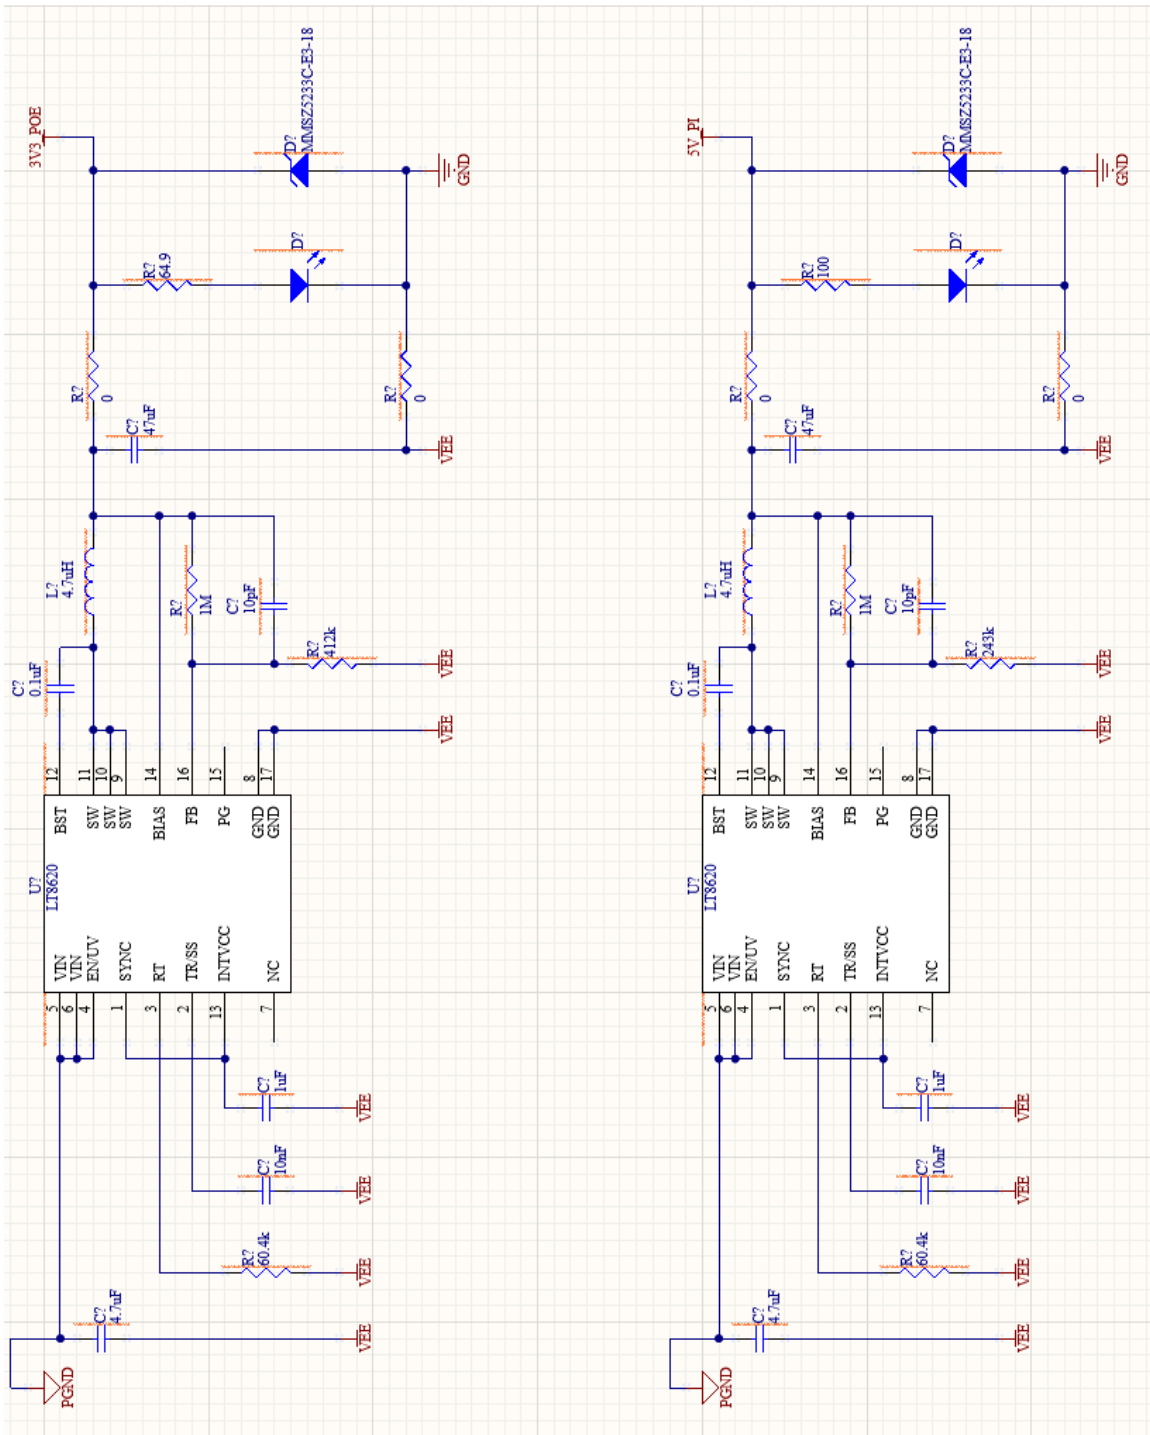 3V3_POE
D?
MMSZ5233C-E3-18
GND
D?
R?
64.9
R?
0
R?
0
C?
47uF
VEE
L?
4.7uH
R?
1M
C?
10pF
R?
412k
VEE
C?
0.1uF
VEE
12
11
10
9
14
16
15
8
17
BST
SW
SW
SW
BIAS
FB
PG
GND
GND
U?
LT8620
VIN
VIN
EN/UV
SYNC
RT
TR/SS
INTVCC
NC
5
6
4
1
3
2
13
7
C?
1uF
VEE
C?
10nF
VEE
R?
60.4k
VEE
C?
4.7uF
VEE
PGND
5V_PI
D?
MMSZ5233C-E3-18
GND
D?
R?
100
R?
0
R?
0
C?
47uF
VEE
L?
4.7uH
R?
1M
C?
10pF
R?
243k
VEE
C?
0.1uF
VEE
12
11
10
9
14
16
15
8
17
BST
SW
SW
SW
BIAS
FB
PG
GND
GND
U?
LT8620
VIN
VIN
EN/UV
SYNC
RT
TR/SS
INTVCC
NC
5
6
4
1
3
2
13
7
C?
1uF
VEE
C?
10nF
VEE
R?
60.4k
VEE
C?
4.7uF
VEE
PGND